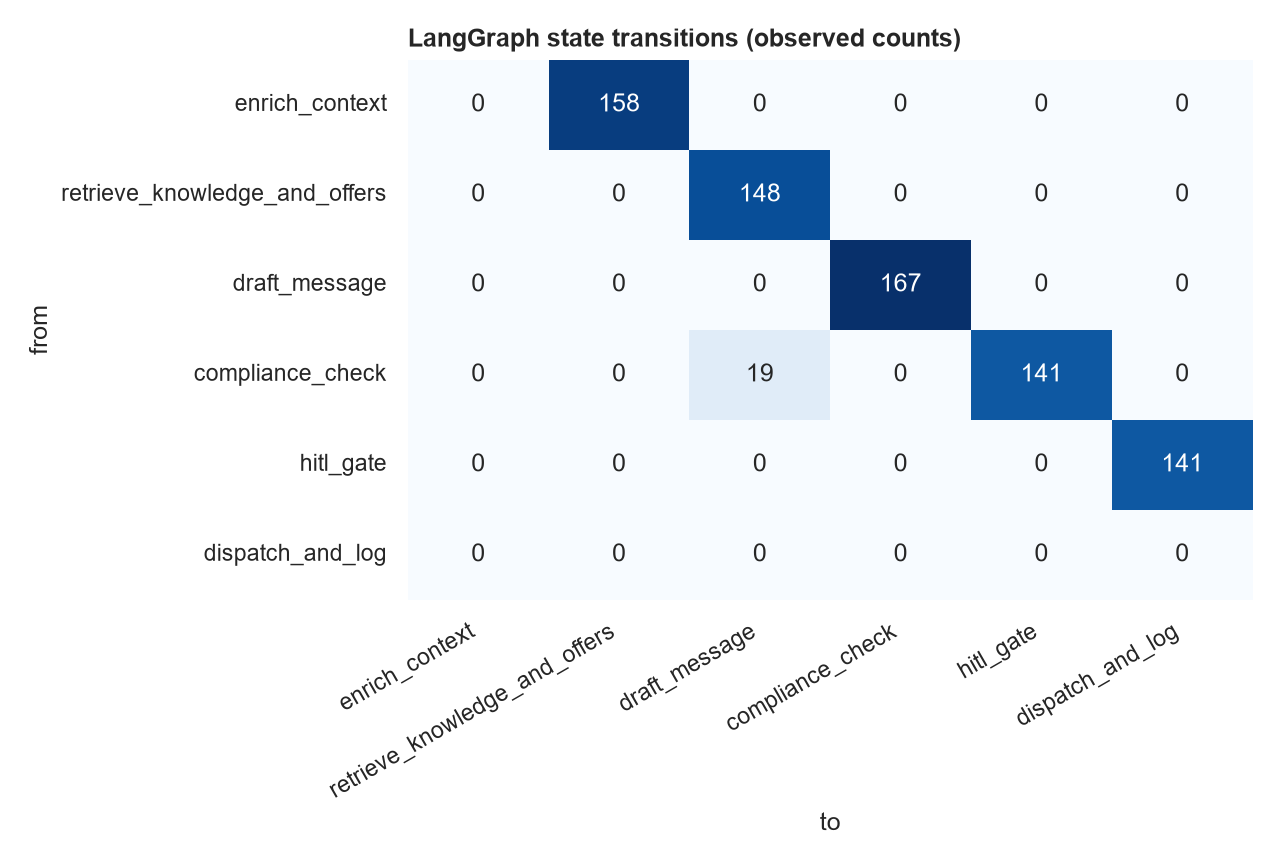 LangGraph state transitions (observed counts)
enrich_context 0 158 0 0 0 0
retrieve_knowledge_and_offers 0 0 148 0 0 0
draft_message 0 0 0 167 0 0
from
compliance_check 0 0 19 0 141 0
hitl_gate 0 0 0 0 0 141
dispatch_and_log 0 0 0 0 0 0
enrich_context
retrieve_knowledge_and_offers
draft_message
compliance_check
hitl_gate
dispatch_and_log
to